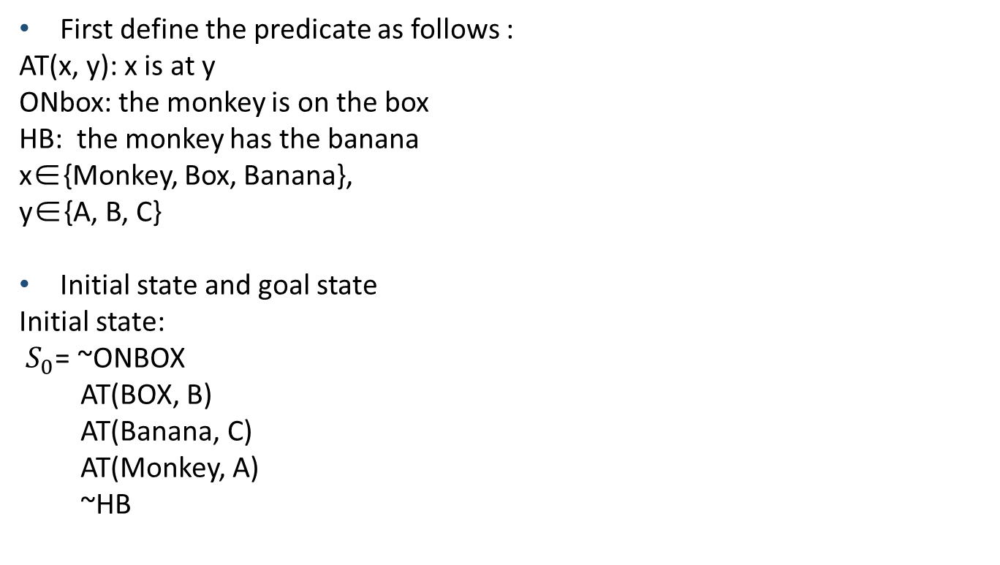 • First define the predicate as follows :
AT(x, y): x is at y
ONbox: the monkey is on the box
HB:  the monkey has the banana
x∈{Monkey, Box, Banana},
y∈{A, B, C}
• Initial state and goal state
Initial state:
S₀= ~ONBOX
AT(BOX, B)
AT(Banana, C)
AT(Monkey, A)
~HB